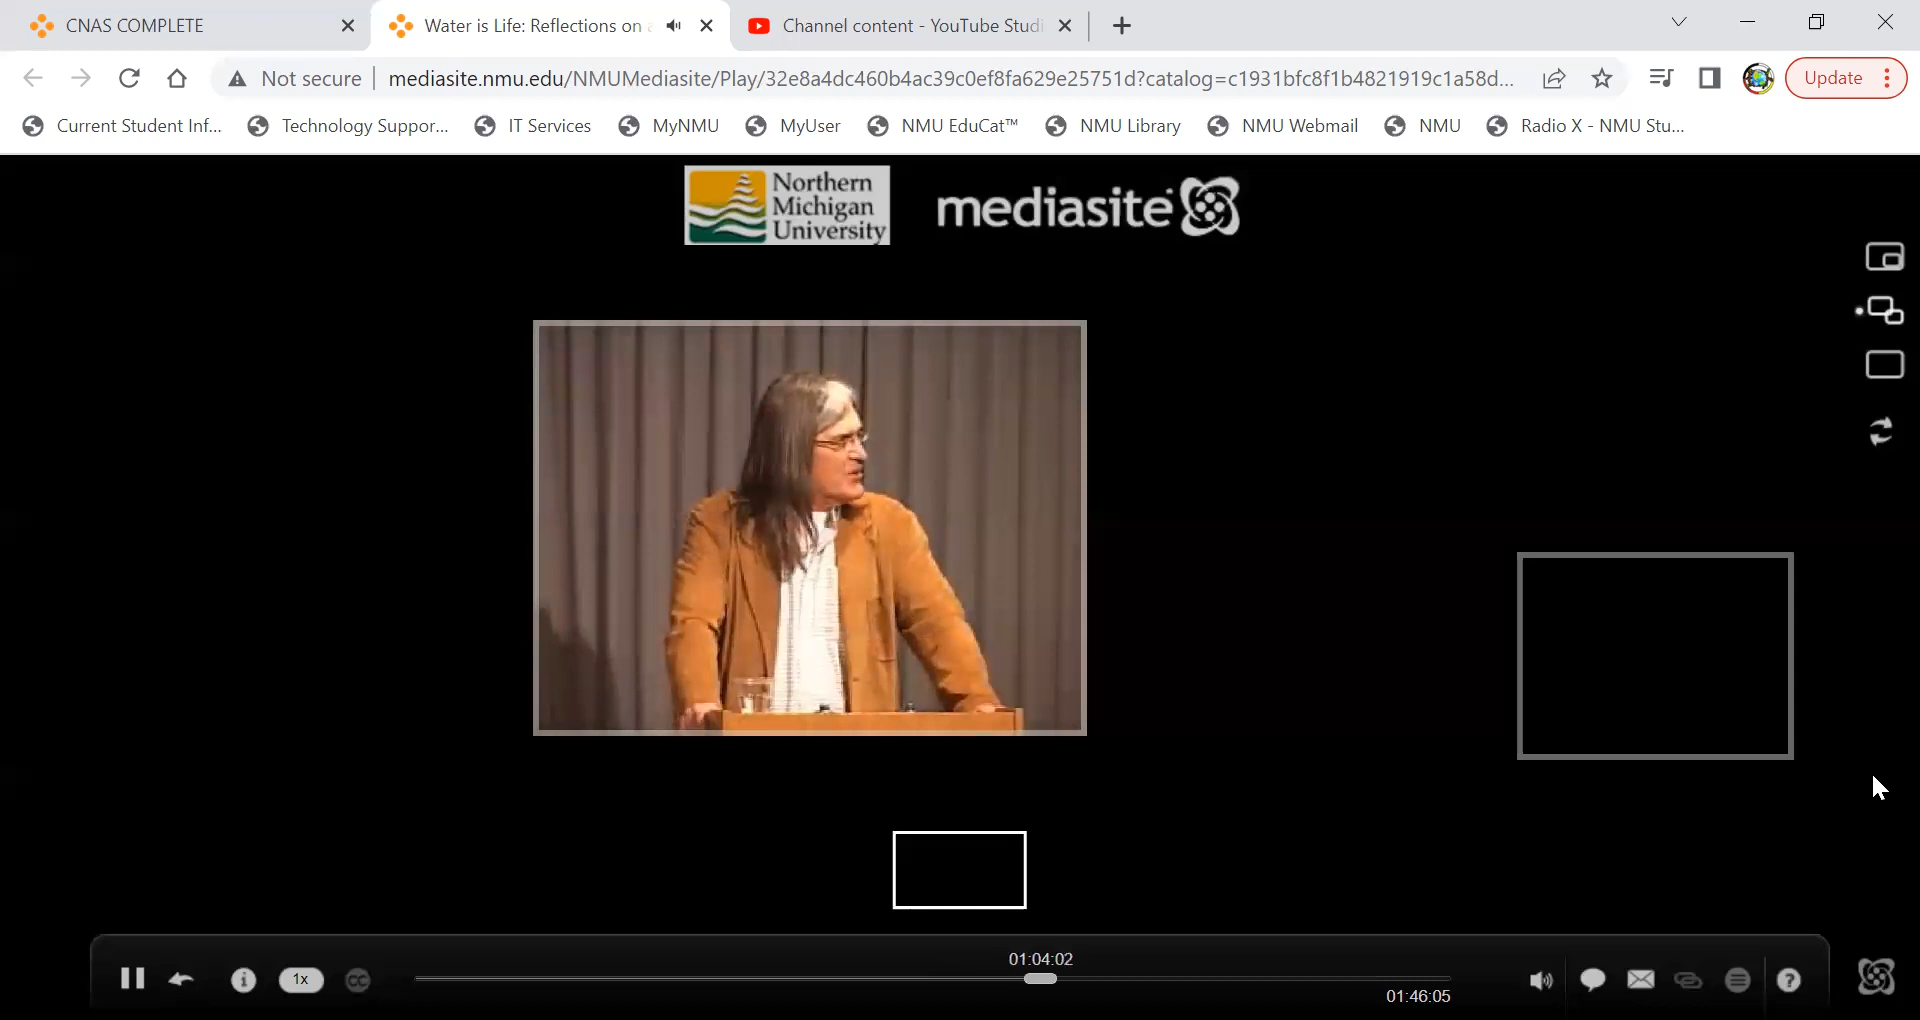 CNAS COMPLETE
Water is Life: Reflections on
Channel content - YouTube Studi
Not secure
mediasite.nmu.edu/NMUMediasite/Play/32e8a4dc460b4ac39c0ef8fa629e25751d?catalog=c1931bfc8f1b4821919c1a58d...
Update
Current Student Inf...
Technology Suppor...
IT Services
MyNMU
MyUser
NMU EduCat™
NMU Library
NMU Webmail
NMU
Radio X - NMU Stu...
Northern
Michigan
University
mediasite
01:04:02
1x
CC
01:46:05